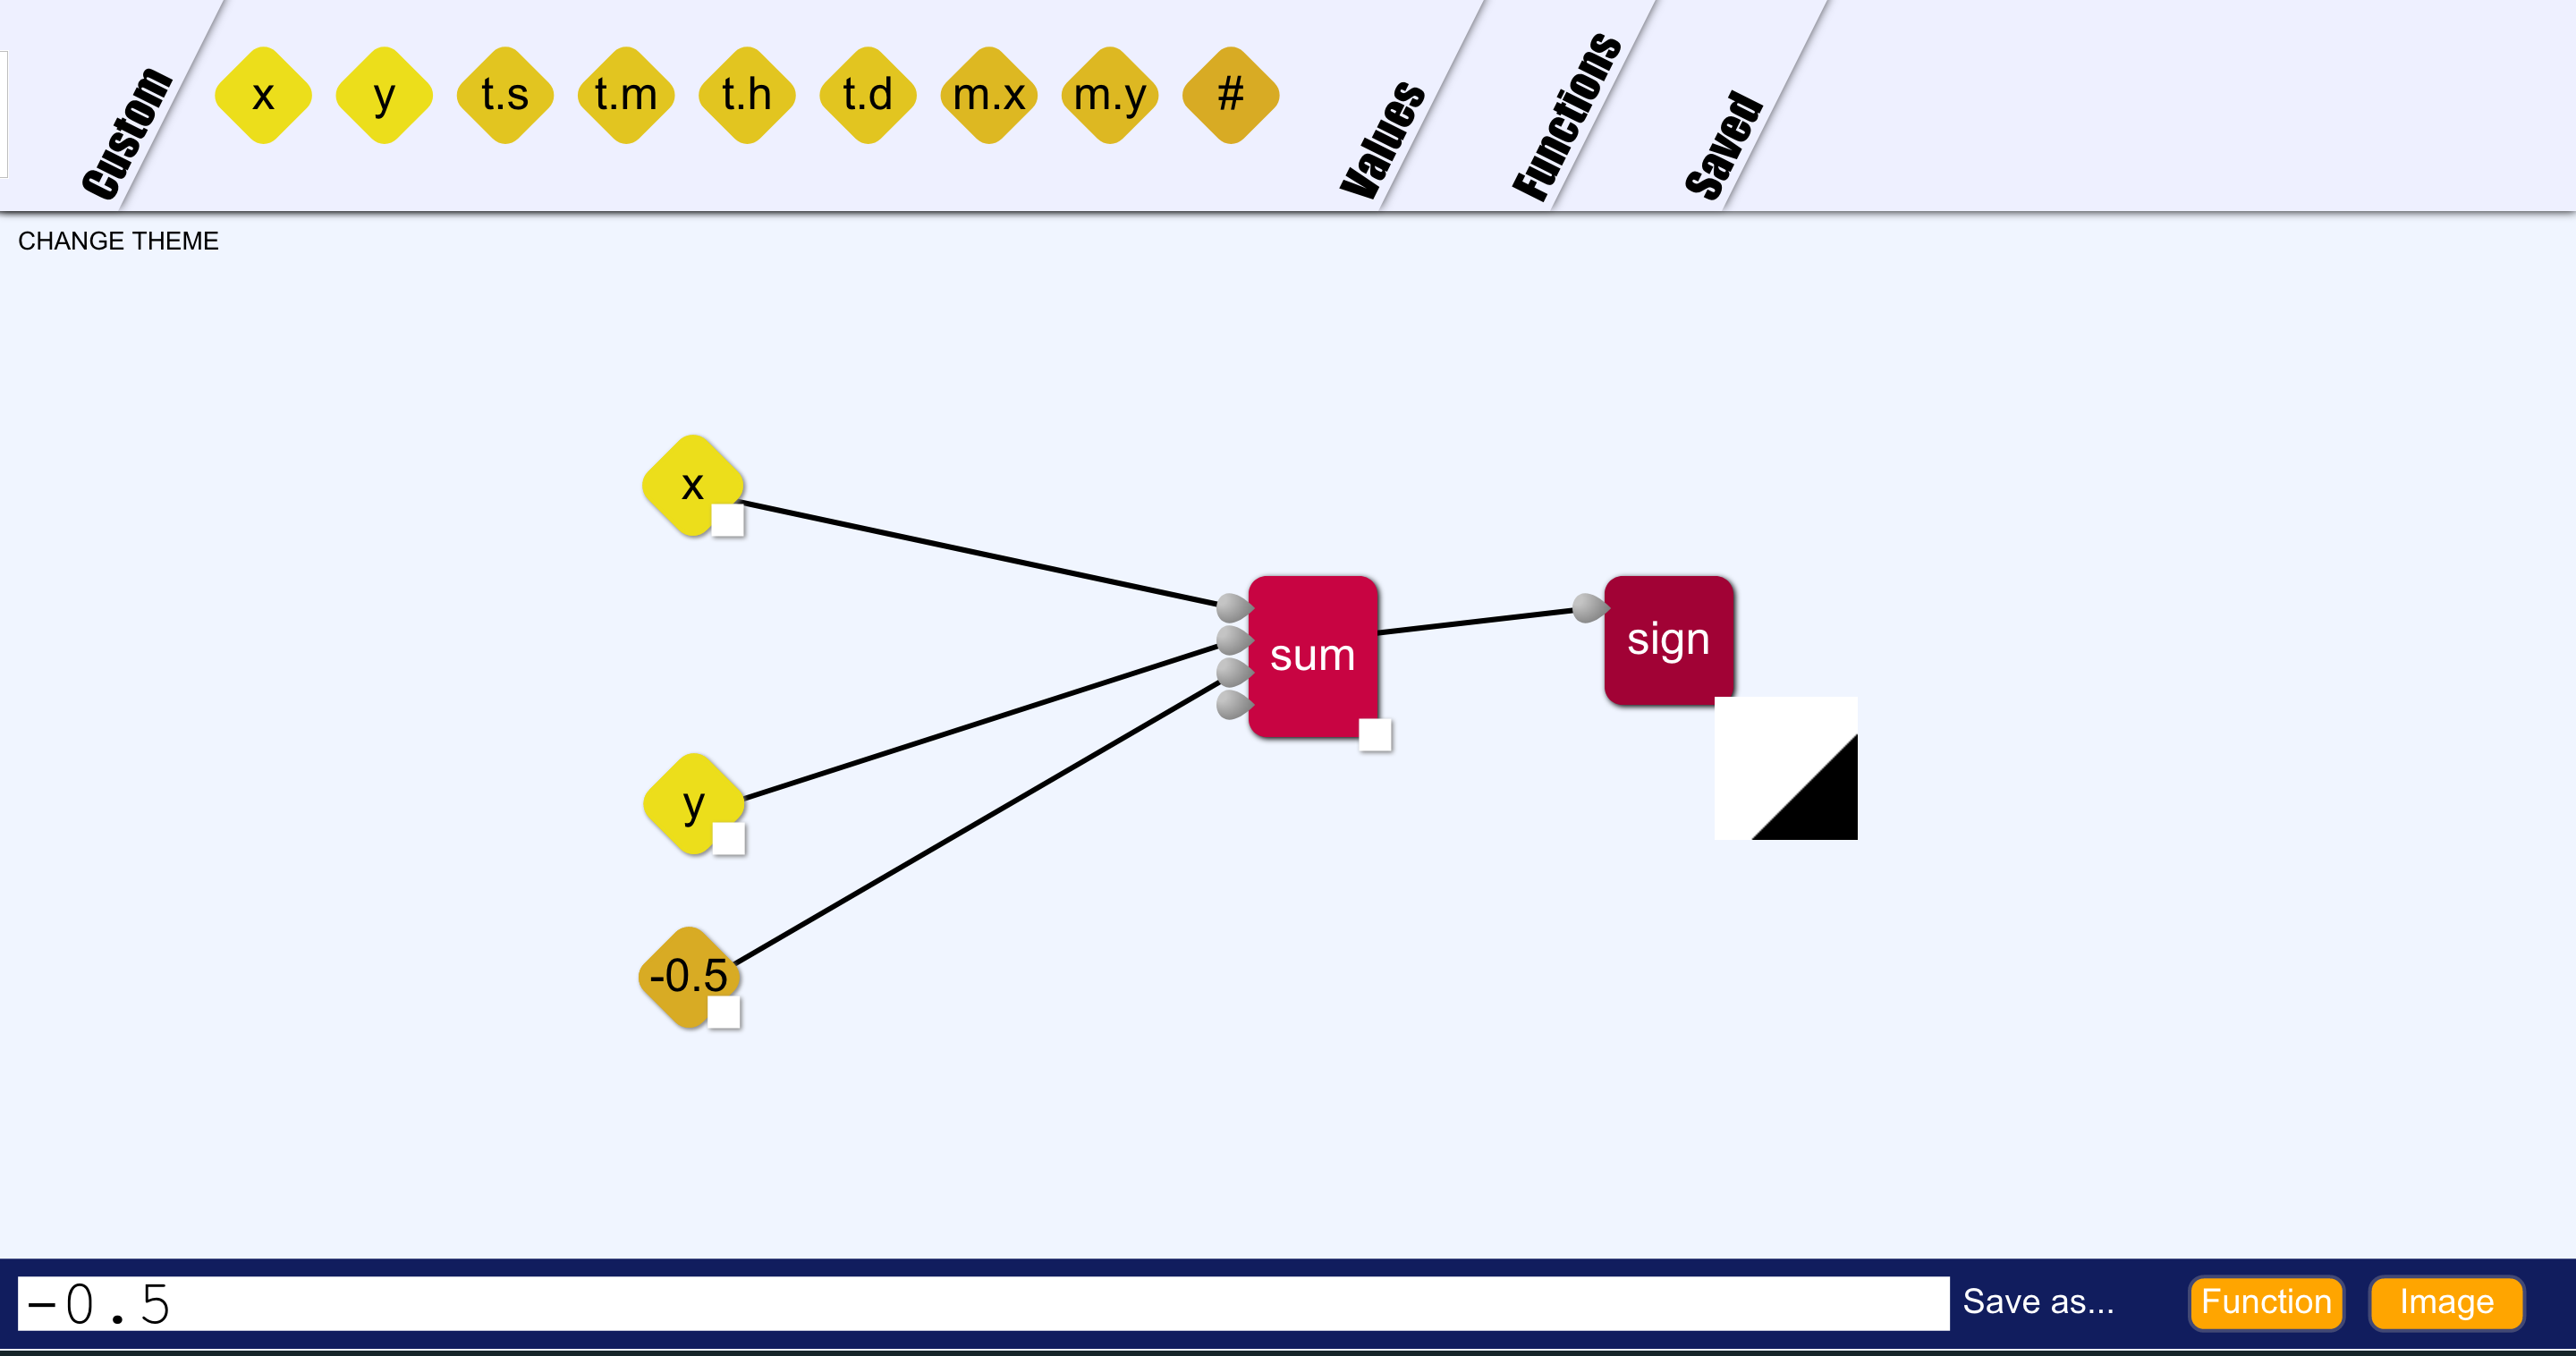 Custom
x y t.s t.m t.h t.d m.x m.y #
Values
Functions
Saved
CHANGE THEME
x
sum
sign
y
-0.5
-0.5
Save as...
Function
Image